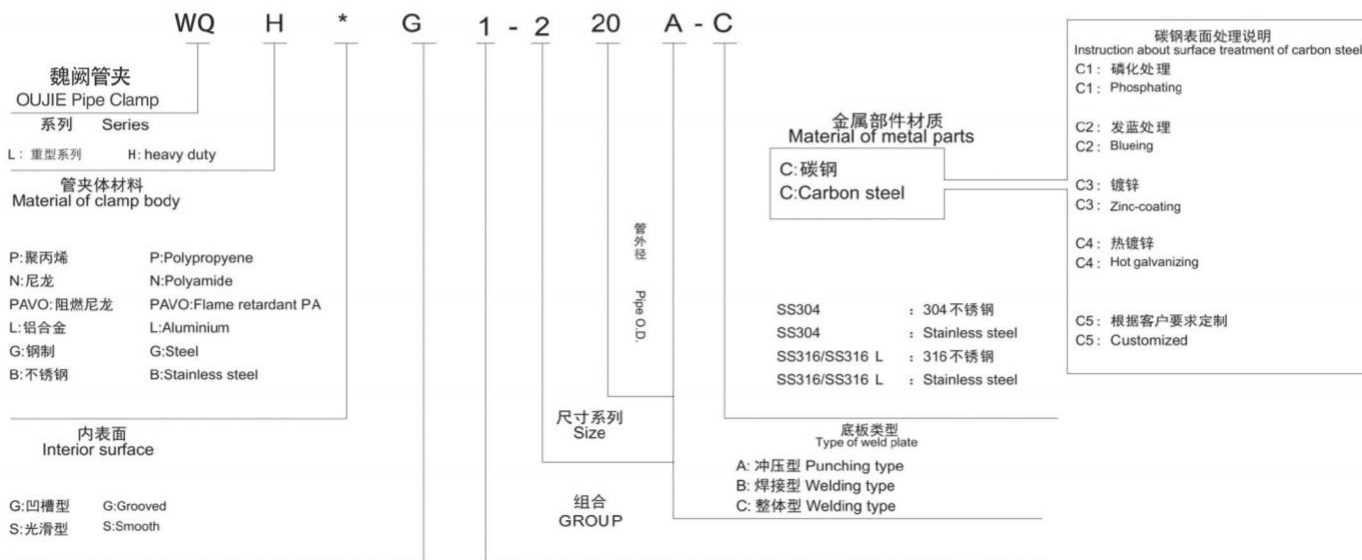 WQ H * G 1 - 2 20 A - C
魏阙管夹
OUJIE Pipe Clamp
系列 Series
L：重型系列 H:heavy duty
管夹体材料
Material of clamp body
P:聚丙烯 P:Polypropyene
N:尼龙 N:Polyamide
PAVO:阻燃尼龙 PAVO:Flame retardant PA
L:铝合金 L:Aluminium
G:钢制 G:Steel
B:不锈钢 B:Stainless steel
内表面
Interior surface
G:凹槽型 G:Grooved
S:光滑型 S:Smooth
组合
GROUP
尺寸系列
Size
管外径 Pipe O.D.
底板类型
Type of weld plate
A: 冲压型 Punching type
B: 焊接型 Welding type
C: 整体型 Welding type
金属部件材质
Material of metal parts
C:碳钢
C:Carbon steel
SS304 : 304不锈钢
SS304 : Stainless steel
SS316/SS316 L : 316不锈钢
SS316/SS316 L : Stainless steel
碳钢表面处理说明
Instruction about surface treatment of carbon steel
C1: 磷化处理
C1: Phosphating
C2: 发蓝处理
C2: Blueing
C3: 镀锌
C3: Zinc-coating
C4: 热镀锌
C4: Hot galvanizing
C5: 根据客户要求定制
C5: Customized